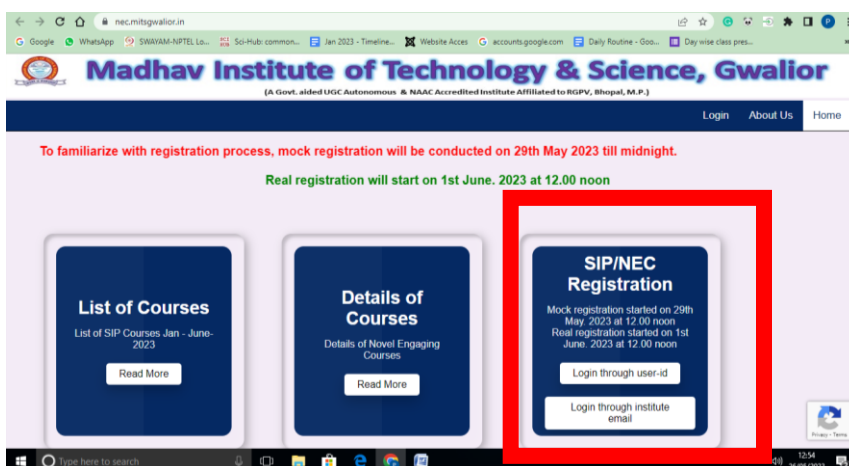 nec.mitsgwalior.in
Google WhatsApp SWAYAM-NPTEL Lo... Sci-Hub: common... Jan 2023 - Timeline... Website Acces accounts.google.com Daily Routine - Goo... Day wise class pres...
Madhav Institute of Technology & Science, Gwalior
(A Govt. aided UGC Autonomous & NAAC Accredited Institute Affiliated to RGPV, Bhopal, M.P.)
Login About Us Home
To familiarize with registration process, mock registration will be conducted on 29th May 2023 till midnight.
Real registration will start on 1st June. 2023 at 12.00 noon
List of Courses
List of SIP Courses Jan - June-
2023
Read More
Details of
Courses
Details of Novel Engaging
Courses
Read More
SIP/NEC
Registration
Mock registration started on 29th
May. 2023 at 12.00 noon
Real registration started on 1st
June. 2023 at 12.00 noon
Login through user-id
Login through institute
email
Privacy - Terms
Type here to search
12:54